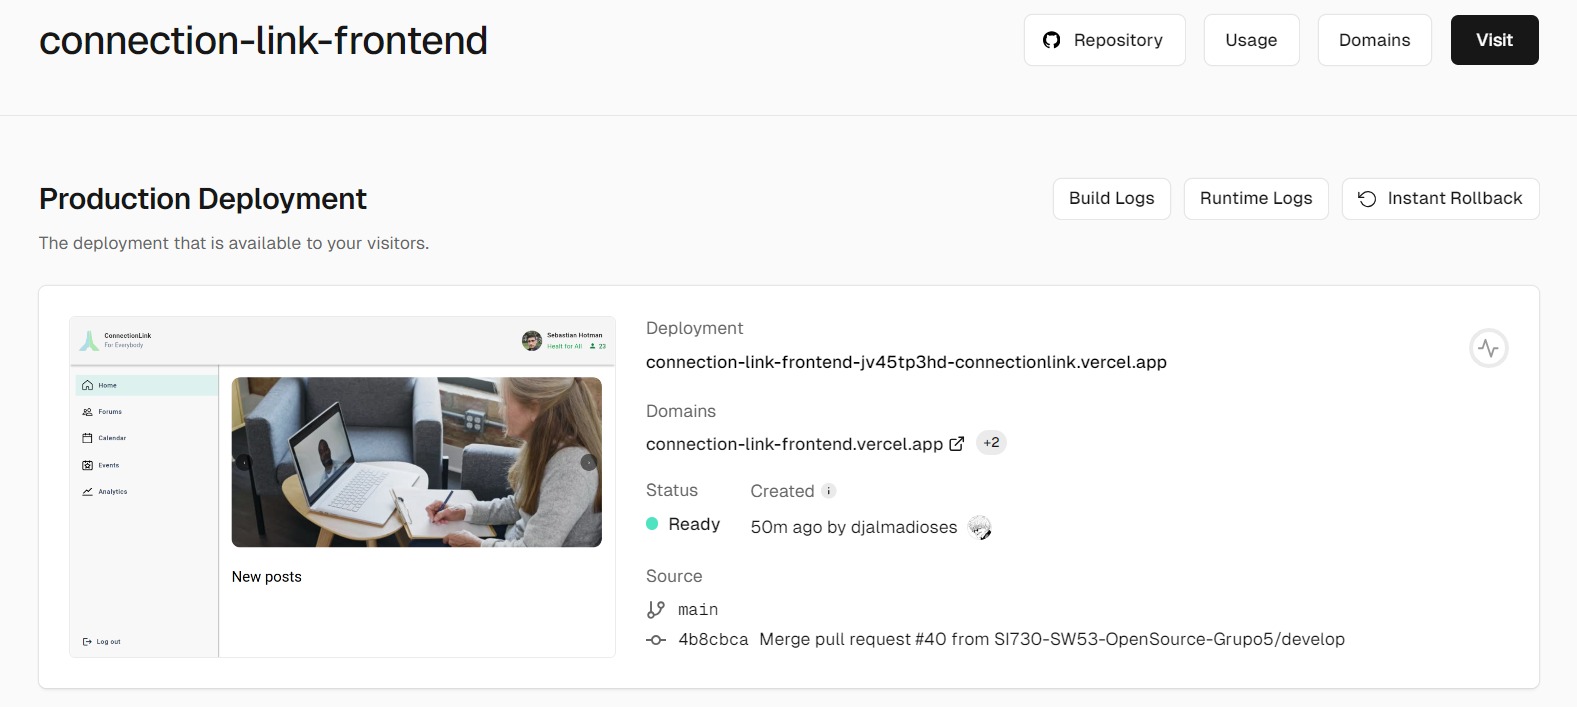 connection-link-frontend
Repository
Usage
Domains
Visit
Production Deployment
The deployment that is available to your visitors.
Build Logs
Runtime Logs
Instant Rollback
ConnectionLink
For Everybody
Sebastian Hotman
Healt for All 23
Home
Forums
Calendar
Events
Analytics
Log out
New posts
Deployment
connection-link-frontend-jv45tp3hd-connectionlink.vercel.app
Domains
connection-link-frontend.vercel.app +2
Status
Ready
Created
50m ago by djalmadioses
Source
main
4b8cbca Merge pull request #40 from SI730-SW53-OpenSource-Grupo5/develop